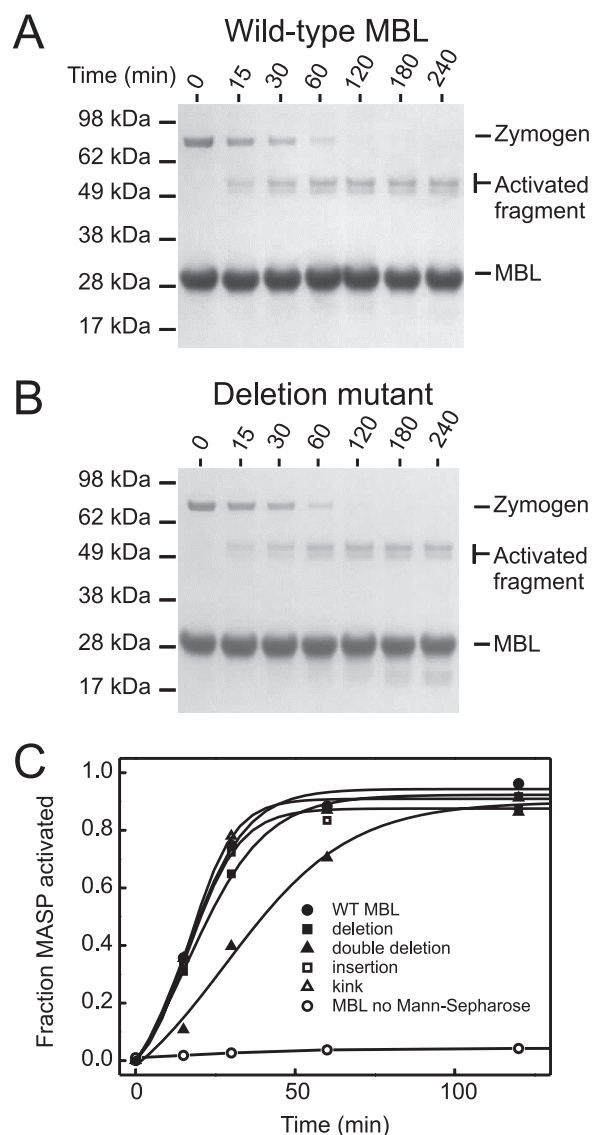 A
Wild-type MBL
Time (min)
0 15 30 60 120 180 240
98 kDa
62 kDa
49 kDa
38 kDa
28 kDa
17 kDa
Zymogen
Activated
fragment
MBL
B
Deletion mutant
0 15 30 60 120 180 240
98 kDa
62 kDa
49 kDa
38 kDa
28 kDa
17 kDa
Zymogen
Activated
fragment
MBL
C
Fraction MASP activated
1.0
0.8
0.6
0.4
0.2
0.0
WT MBL
deletion
double deletion
insertion
kink
MBL no Mann-Sepharose
0 50 100
Time (min)